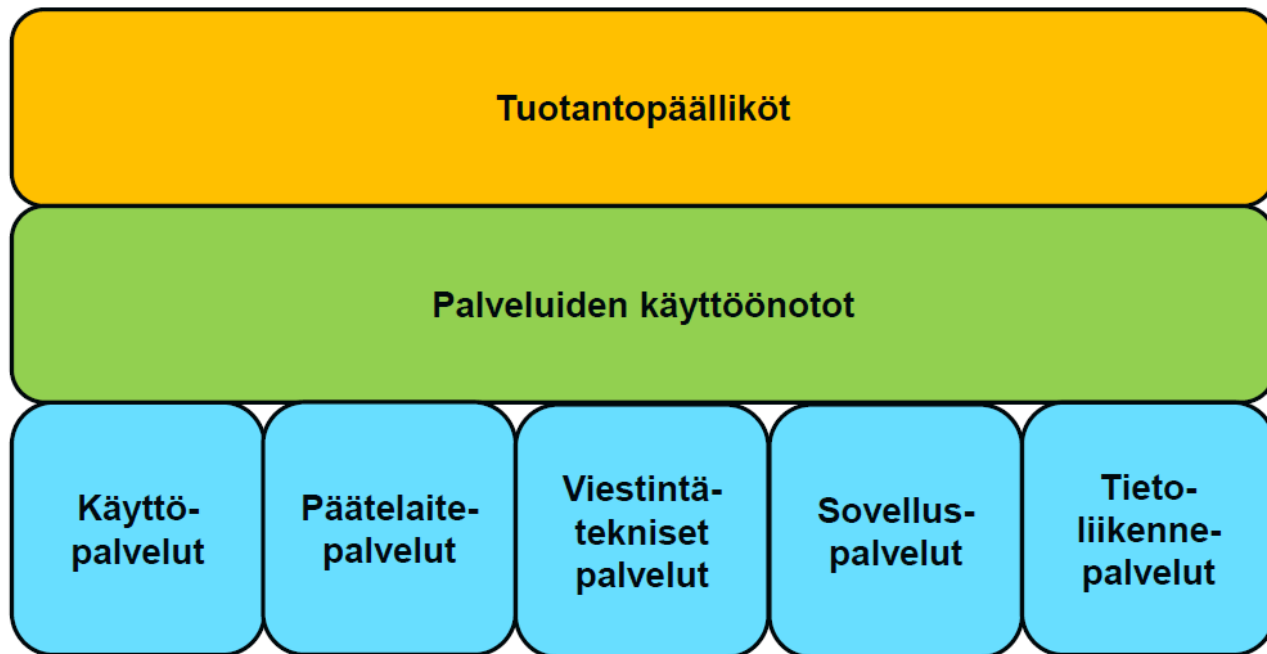 Tuotantopäälliköt
Palveluiden käyttöönotot
Käyttö-
palvelut
Päätelaite-
palvelut
Viestintä-
tekniset
palvelut
Sovellus-
palvelut
Tieto-
liikenne-
palvelut